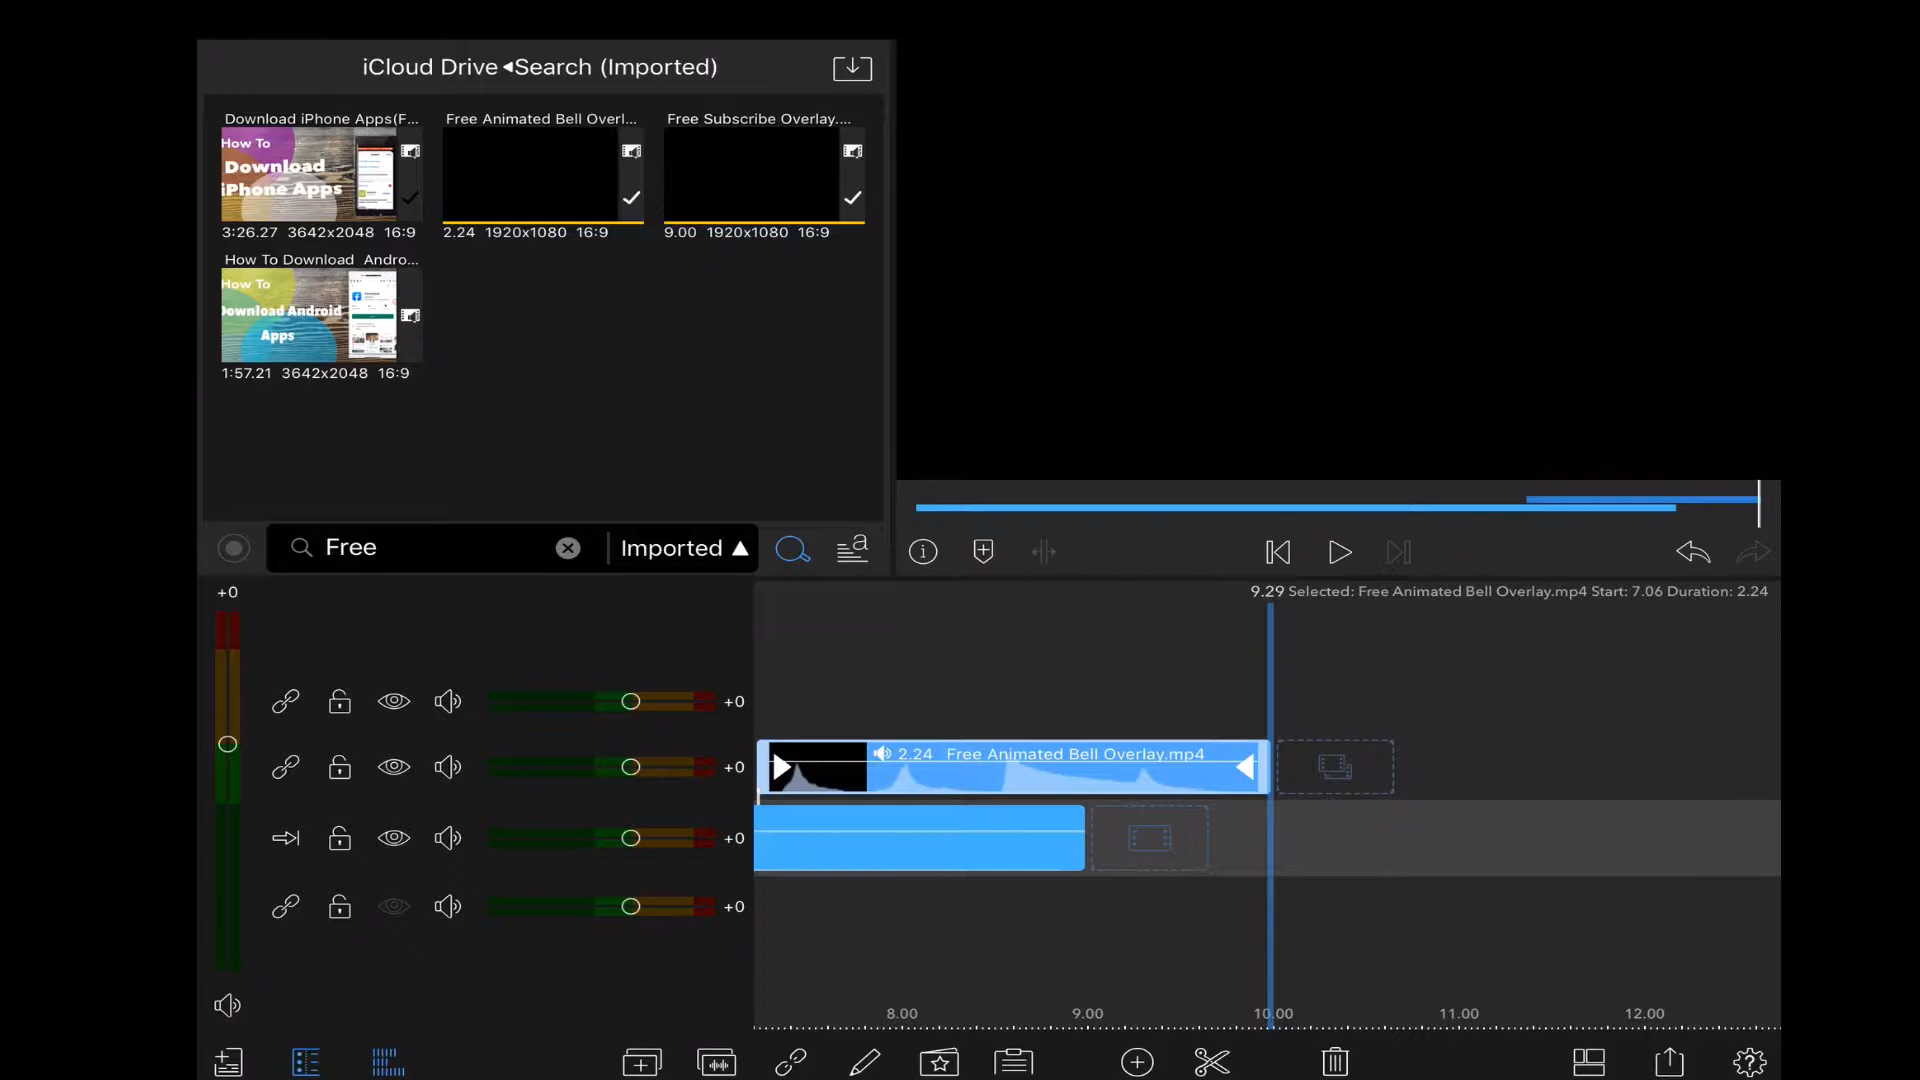 iCloud Drive ◂Search (Imported)
Download iPhone Apps(F...
Free Animated Bell Overl...
Free Subscribe Overlay....
How To
Download
iPhone Apps
3:26.27 3642x2048 16:9
2.24 1920x1080 16:9
9.00 1920x1080 16:9
How To Download Andro...
How To
Download Android
Apps
1:57.21 3642x2048 16:9
Free
Imported ▲
a
+0
9.29 Selected: Free Animated Bell Overlay.mp4 Start: 7.06 Duration: 2.24
+0
2.24 Free Animated Bell Overlay.mp4
+0
+0
+0
8.00 9.00 10.00 11.00 12.00